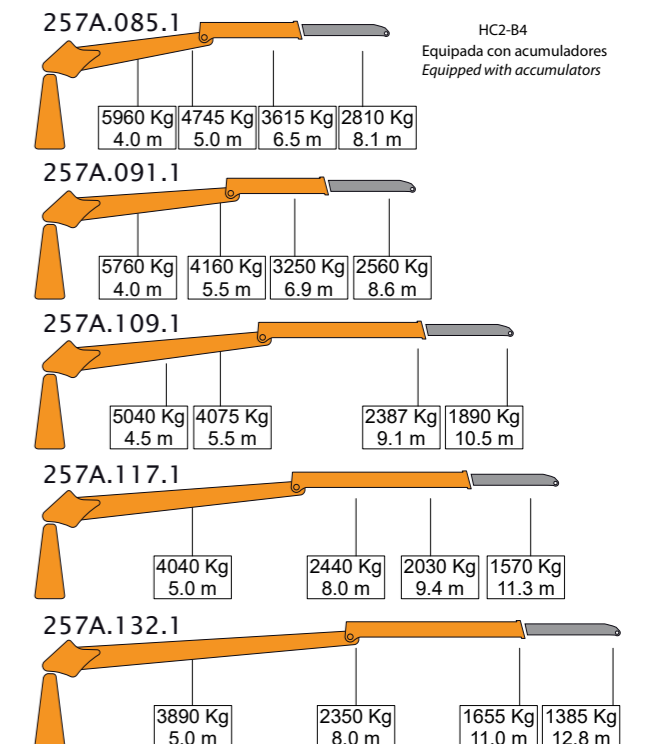 257A.085.1
HC2-B4
Equipada con acumuladores
Equipped with accumulators
5960 Kg 4745 Kg 3615 Kg 2810 Kg
4.0 m 5.0 m 6.5 m 8.1 m
257A.091.1
5760 Kg 4160 Kg 3250 Kg 2560 Kg
4.0 m 5.5 m 6.9 m 8.6 m
257A.109.1
5040 Kg 4075 Kg 2387 Kg 1890 Kg
4.5 m 5.5 m 9.1 m 10.5 m
257A.117.1
4040 Kg 2440 Kg 2030 Kg 1570 Kg
5.0 m 8.0 m 9.4 m 11.3 m
257A.132.1
3890 Kg 2350 Kg 1655 Kg 1385 Kg
5.0 m 8.0 m 11.0 m 12.8 m